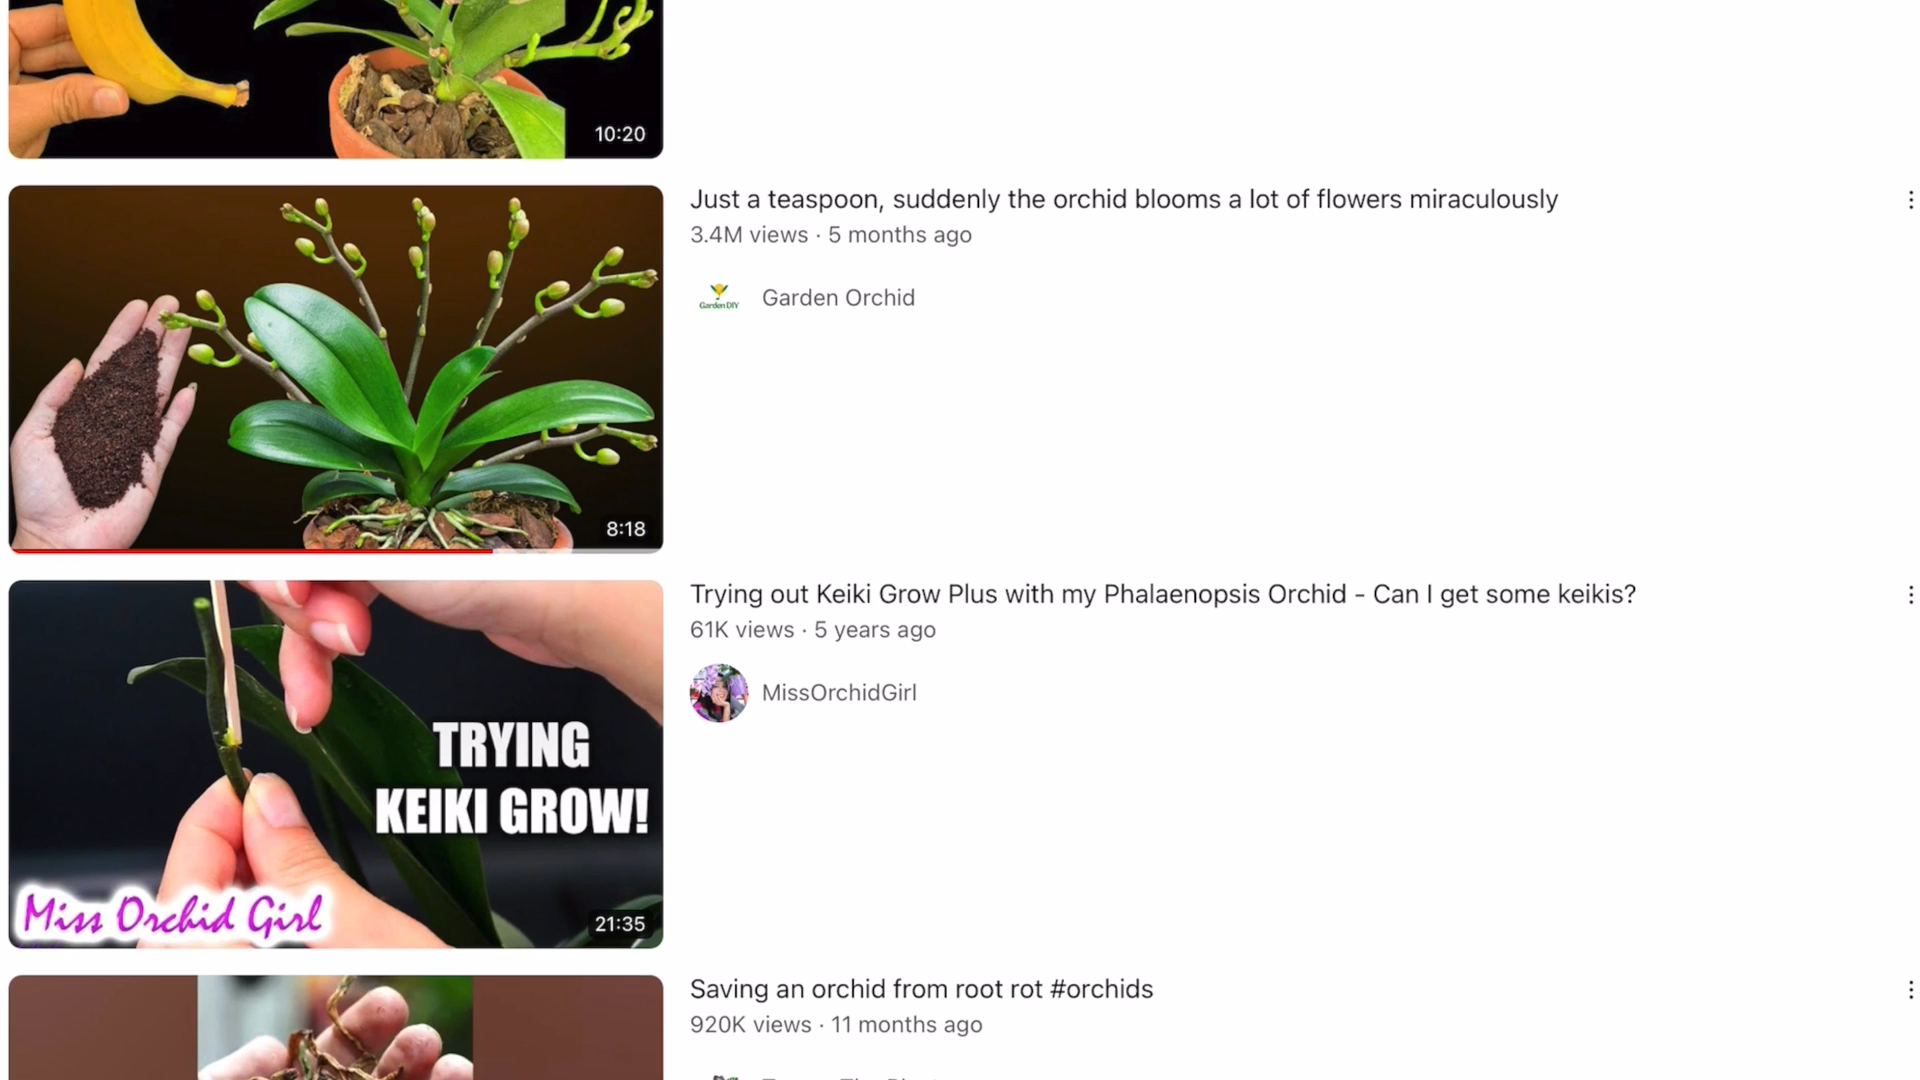 10:20
Just a teaspoon, suddenly the orchid blooms a lot of flowers miraculously
3.4M views · 5 months ago
Garden DIY
Garden Orchid
8:18
Trying out Keiki Grow Plus with my Phalaenopsis Orchid - Can I get some keikis?
61K views · 5 years ago
MissOrchidGirl
TRYING
KEIKI GROW!
Miss Orchid Girl
21:35
Saving an orchid from root rot #orchids
920K views · 11 months ago